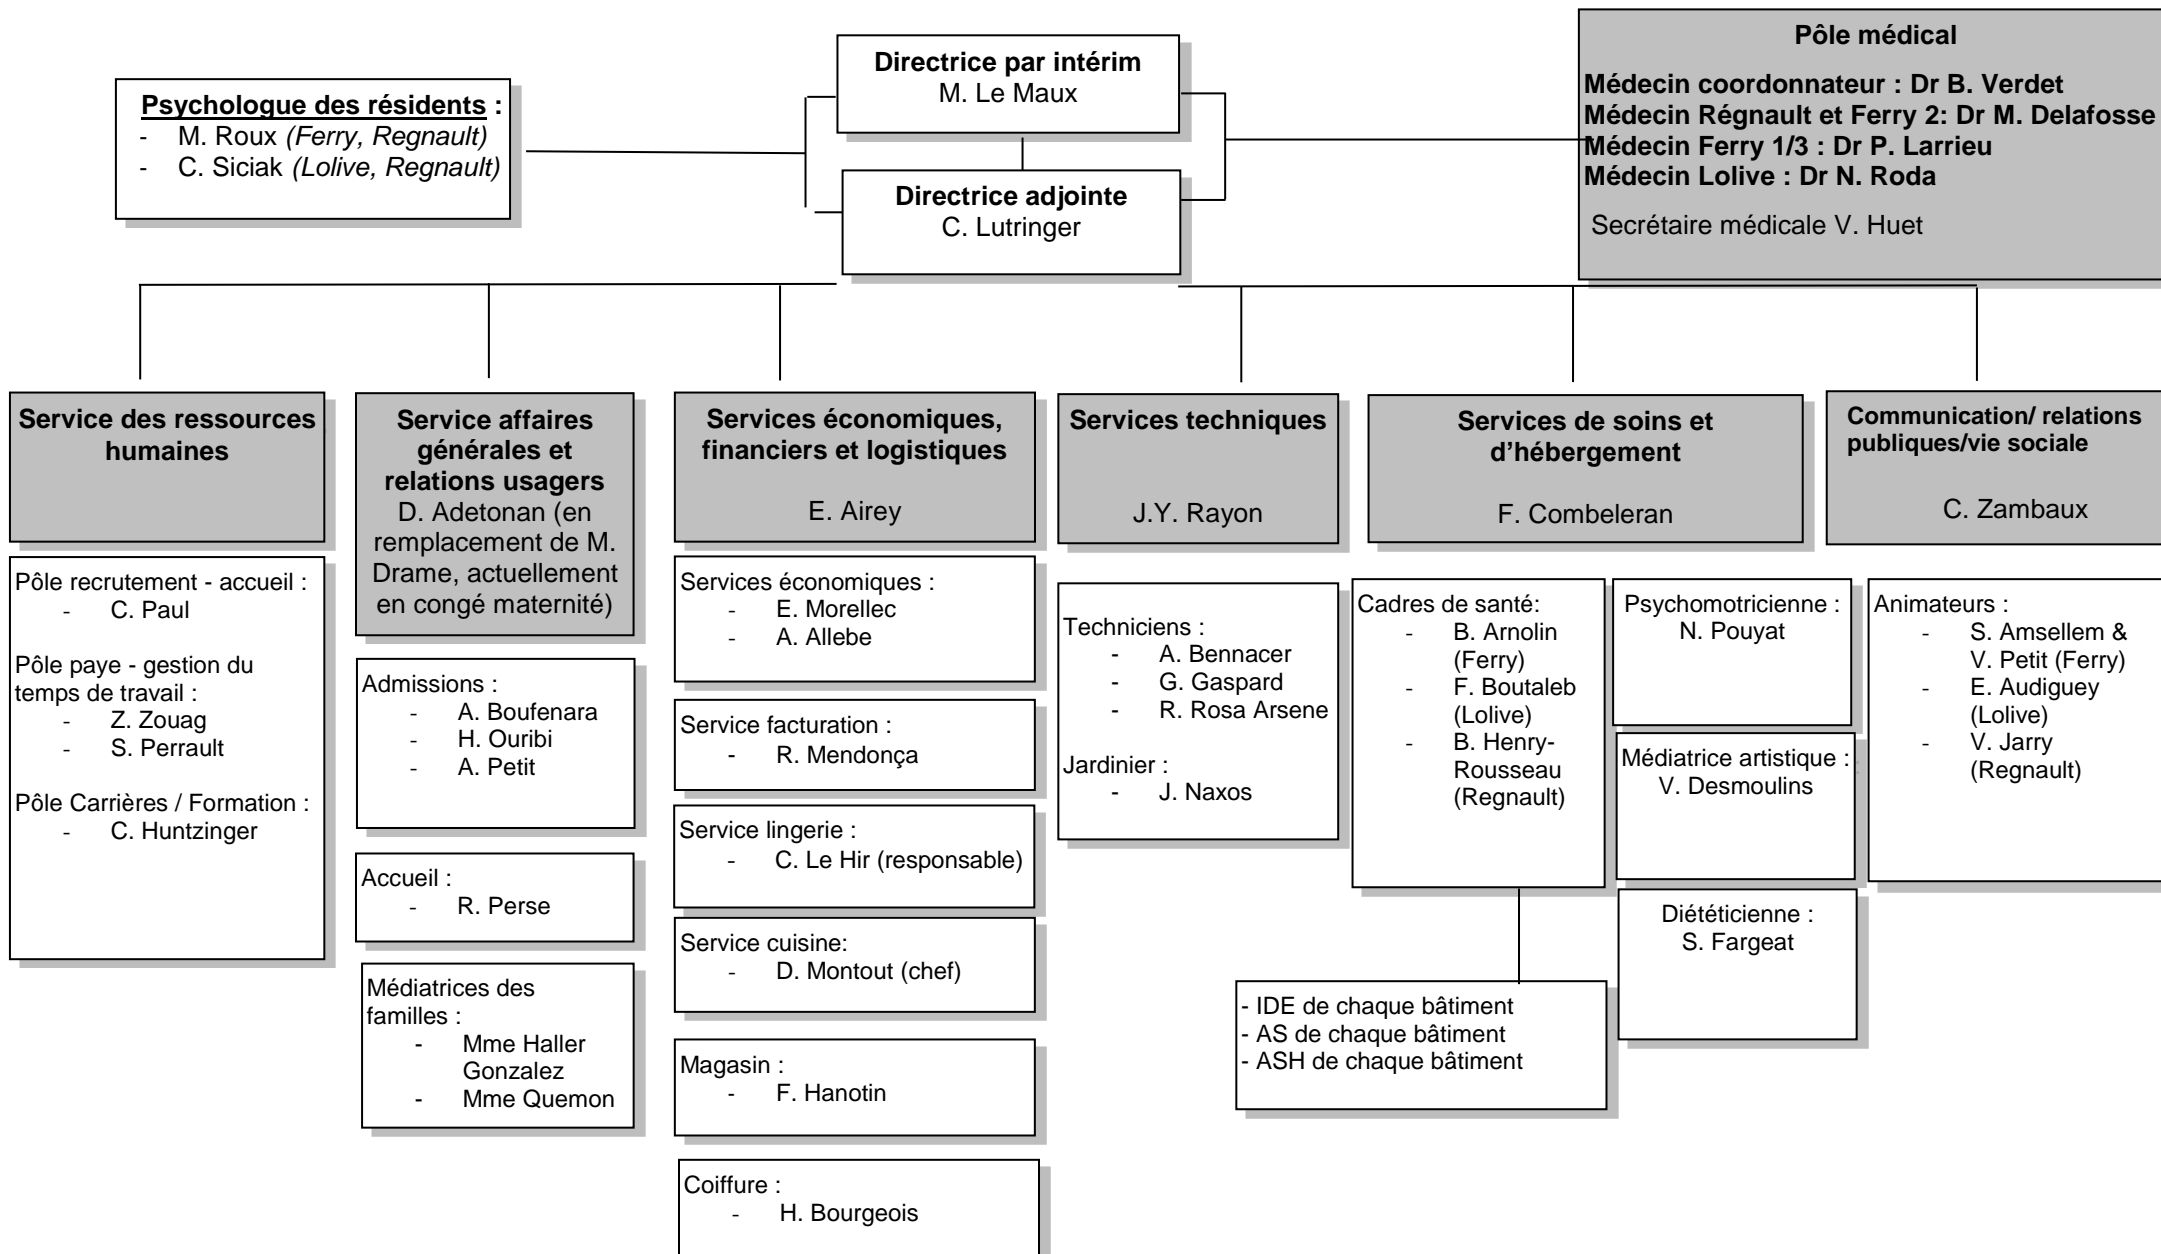 Directrice par intérim
M. Le Maux
Psychologue des résidents :
- M. Roux (Ferry, Regnault)
- C. Siciak (Lolive, Regnault)
Directrice adjointe
C. Lutringer
Pôle médical
Médecin coordonnateur : Dr B. Verdet
Médecin Régnault et Ferry 2: Dr M. Delafosse
Médecin Ferry 1/3 : Dr P. Larrieu
Médecin Lolive : Dr N. Roda
Secrétaire médicale V. Huet
Service des ressources
humaines
Pôle recrutement - accueil :
- C. Paul
Pôle paye - gestion du
temps de travail :
- Z. Zouag
- S. Perrault
Pôle Carrières / Formation :
- C. Huntzinger
Service affaires
générales et
relations usagers
D. Adetonan (en
remplacement de M.
Drame, actuellement
en congé maternité)
Admissions :
- A. Boufenara
- H. Ouribi
- A. Petit
Accueil :
- R. Perse
Médiatrices des
familles :
- Mme Haller
Gonzalez
- Mme Quemon
Services économiques,
financiers et logistiques
E. Airey
Services économiques :
- E. Morellec
- A. Allebe
Service facturation :
- R. Mendonça
Service lingerie :
- C. Le Hir (responsable)
Service cuisine:
- D. Montout (chef)
Magasin :
- F. Hanotin
Coiffure :
- H. Bourgeois
Services techniques
J.Y. Rayon
Techniciens :
- A. Bennacer
- G. Gaspard
- R. Rosa Arsene
Jardinier :
- J. Naxos
Services de soins et
d'hébergement
F. Combeleran
Cadres de santé:
- B. Arnolin
(Ferry)
- F. Boutaleb
(Lolive)
- B. Henry-
Rousseau
(Regnault)
- IDE de chaque bâtiment
- AS de chaque bâtiment
- ASH de chaque bâtiment
Psychomotricienne :
N. Pouyat
Médiatrice artistique :
V. Desmoulins
Diététicienne :
S. Fargeat
Communication/ relations
publiques/vie sociale
C. Zambaux
Animateurs :
- S. Amsellem &
V. Petit (Ferry)
- E. Audiguey
(Lolive)
- V. Jarry
(Regnault)